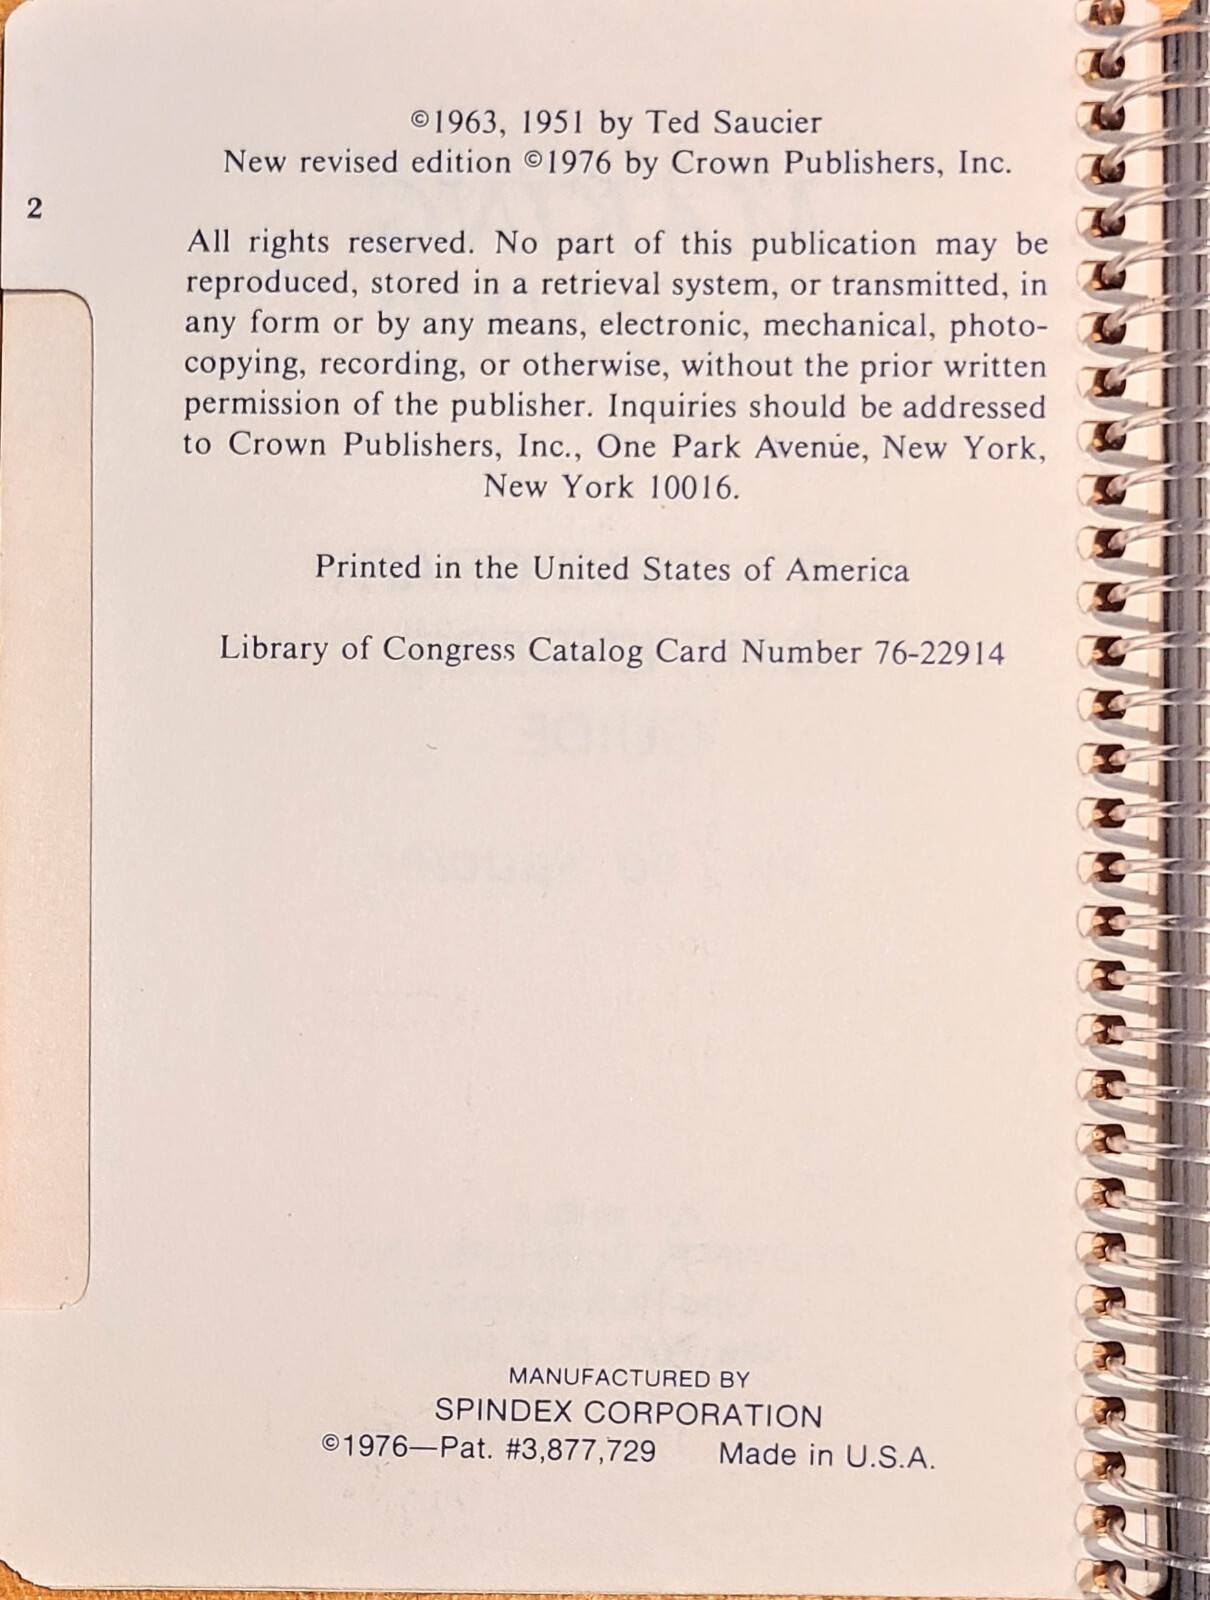 ©1963, 1951 by Ted Saucier
New revised edition ©1976 by Crown Publishers, Inc.
2
All rights reserved. No part of this publication may be
reproduced, stored in a retrieval system, or transmitted, in
any form or by any means, electronic, mechanical, photo-
copying, recording, or otherwise, without the prior written
permission of the publisher. Inquiries should be addressed
to Crown Publishers, Inc., One Park Avenue, New York,
New York 10016.
Printed in the United States of America
Library of Congress Catalog Card Number 76-22914
MANUFACTURED BY
SPINDEX CORPORATION
©1976—Pat. #3,877,729 Made in U.S.A.